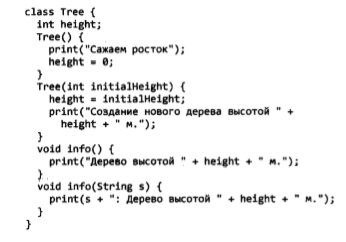 class Tree {
int height;
Tree() {
print("Сажаем росток");
height = 0;
}
Tree(int initialHeight) {
height = initialHeight;
print("Создание нового дерева высотой " +
height + " м.");
}
void info() {
print("Дерево высотой " + height + " м.");
}
void info(String s) {
print(s + ": Дерево высотой " + height + " м.");
}
}